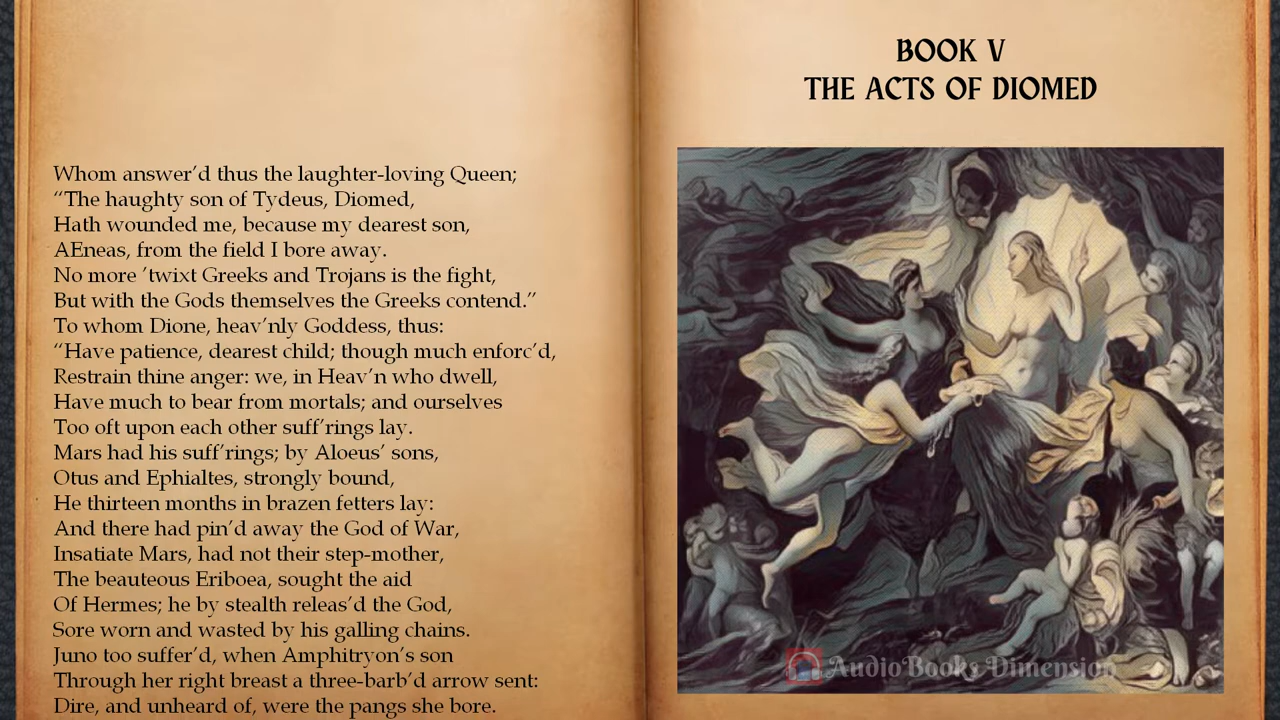 Whom answer’d thus the laughter-loving Queen;
“The haughty son of Tydeus, Diomed,
Hath wounded me, because my dearest son,
AEneas, from the field I bore away.
No more ’twixt Greeks and Trojans is the fight,
But with the Gods themselves the Greeks contend.”
To whom Dione, heav’nly Goddess, thus:
“Have patience, dearest child; though much enforc’d,
Restrain thine anger: we, in Heav’n who dwell,
Have much to bear from mortals; and ourselves
Too oft upon each other suff’rings lay.
Mars had his suff’rings; by Aloeus’ sons,
Otus and Ephialtes, strongly bound,
He thirteen months in brazen fetters lay:
And there had pin’d away the God of War,
Insatiate Mars, had not their step-mother,
The beauteous Eriboea, sought the aid
Of Hermes; he by stealth releas’d the God,
Sore worn and wasted by his galling chains.
Juno too suffer’d, when Amphitryon’s son
Through her right breast a three-barb’d arrow sent:
Dire, and unheard of, were the pangs she bore.
BOOK V
THE ACTS OF DIOMED
AudioBooks Dimension